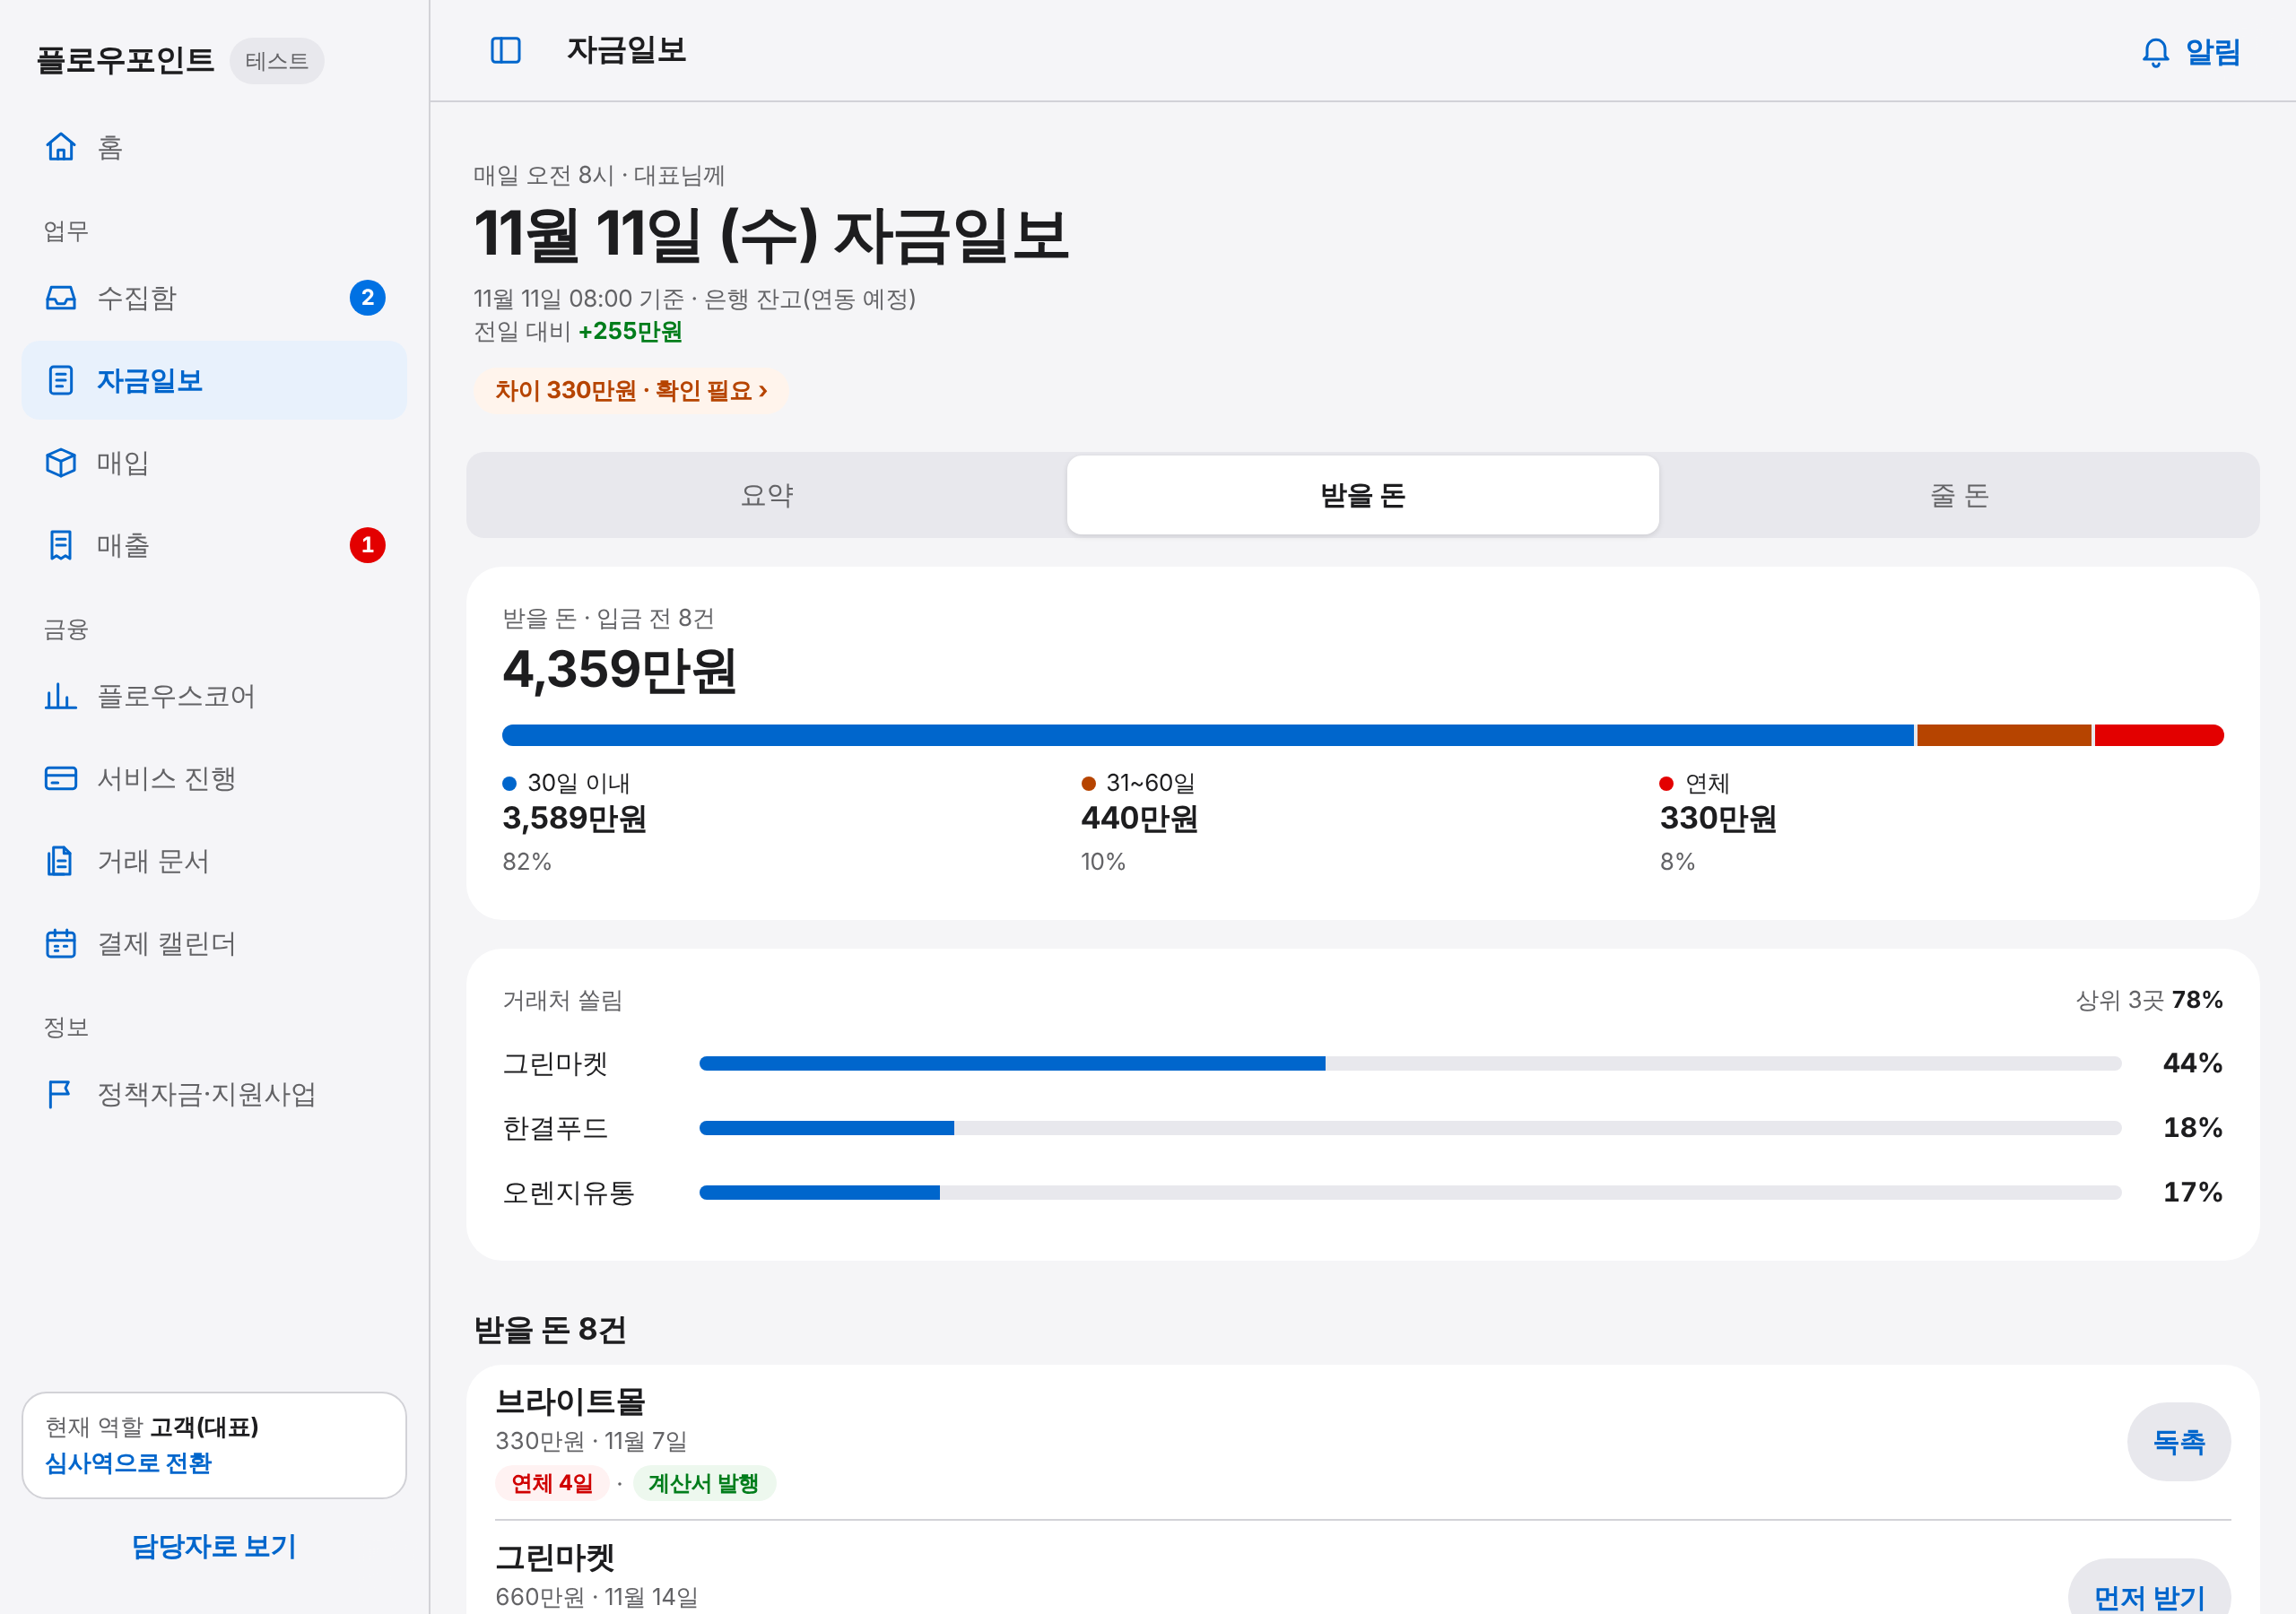 플로우포인트 테스트
홈
업무
수집함 2
자금일보
매입
매출 1
금융
플로우스코어
서비스 진행
거래 문서
결제 캘린더
정보
정책자금·지원사업
현재 역할 고객(대표)
심사역으로 전환
담당자로 보기
자금일보
알림
매일 오전 8시 · 대표님께
11월 11일 (수) 자금일보
11월 11일 08:00 기준 · 은행 잔고(연동 예정)
전일 대비 +255만원
차이 330만원 · 확인 필요 ›
요약 받을 돈 줄 돈
받을 돈 · 입금 전 8건
4,359만원
30일 이내 31~60일 연체
3,589만원 440만원 330만원
82% 10% 8%
거래처 쏠림 상위 3곳 78%
그린마켓 44%
한결푸드 18%
오렌지유통 17%
받을 돈 8건
브라이트몰
330만원 · 11월 7일
연체 4일 · 계산서 발행
독촉
그린마켓
660만원 · 11월 14일
먼저 받기